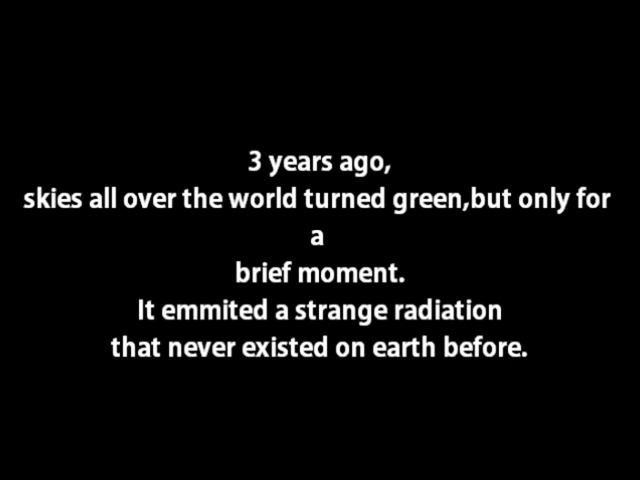 3 years ago,
skies all over the world turned green,but only for
a
brief moment.
It emmited a strange radiation
that never existed on earth before.